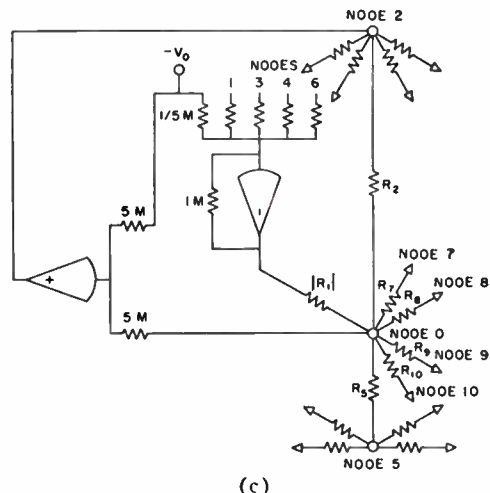 NOOE 2
-V₀
NOOES
1 3 4 6
1/5 M
1M
-
R₂
5 M
+
5 M
|R₁|
NOOE 7
R₇
NOOE 8
R₈
NOOE 0
R₉
NOOE 9
R₁₀
NOOE 10
R₅
NOOE 5
(c)